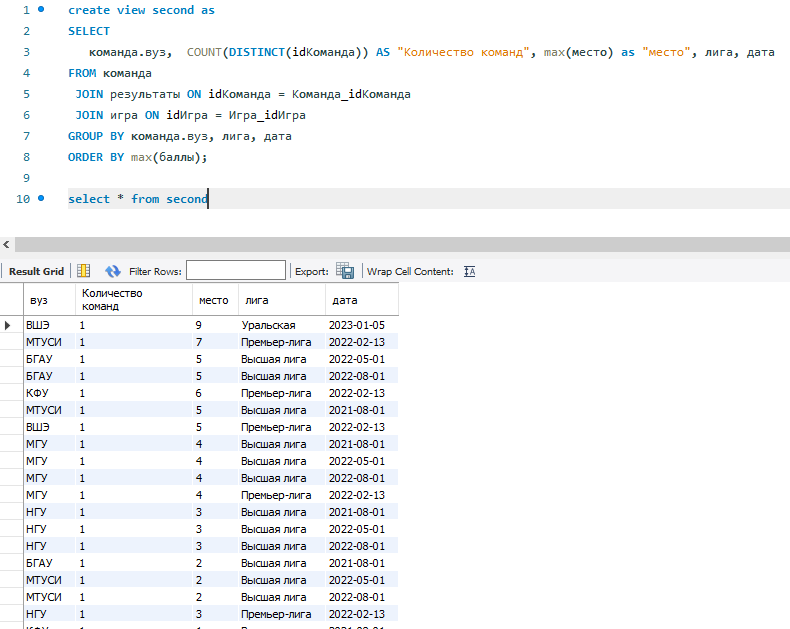 1 create view second as
2 SELECT
3 команда.вуз, COUNT(DISTINCT(idКоманда)) AS "Количество команд", max(место) as "место", лига, дата
4 FROM команда
5 JOIN результаты ON idКоманда = Команда_idКоманда
6 JOIN игра ON idИгра = Игра_idИгра
7 GROUP BY команда.вуз, лига, дата
8 ORDER BY max(баллы);
9
10 select * from second
Result Grid Filter Rows: Export: Wrap Cell Content: IA
вуз Количество команд место лига дата
ВШЭ 1 9 Уральская 2023-01-05
МТУСИ 1 7 Премьер-лига 2022-02-13
БГАУ 1 5 Высшая лига 2022-05-01
БГАУ 1 5 Высшая лига 2022-08-01
КФУ 1 6 Премьер-лига 2022-02-13
МТУСИ 1 5 Высшая лига 2021-08-01
ВШЭ 1 5 Премьер-лига 2022-02-13
МГУ 1 4 Высшая лига 2021-08-01
МГУ 1 4 Высшая лига 2022-05-01
МГУ 1 4 Высшая лига 2022-08-01
МГУ 1 4 Премьер-лига 2022-02-13
НГУ 1 3 Высшая лига 2021-08-01
НГУ 1 3 Высшая лига 2022-05-01
НГУ 1 3 Высшая лига 2022-08-01
БГАУ 1 2 Высшая лига 2021-08-01
МТУСИ 1 2 Высшая лига 2022-05-01
МТУСИ 1 2 Высшая лига 2022-08-01
НГУ 1 3 Премьер-лига 2022-02-13